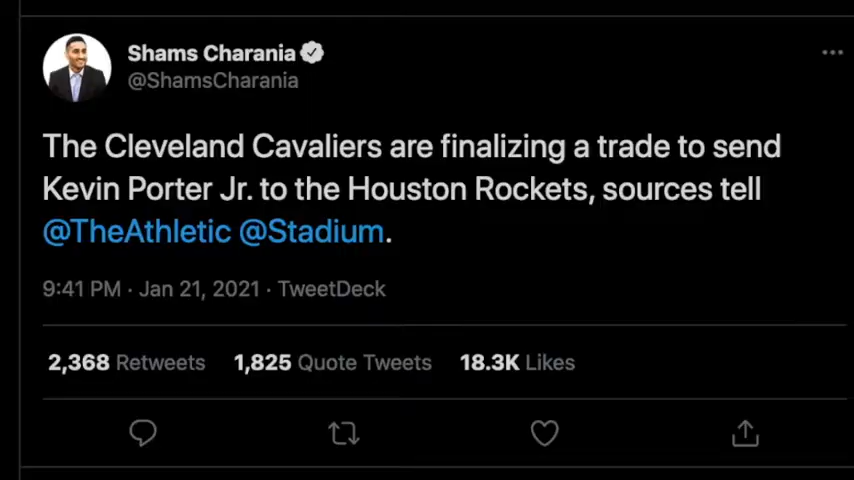 Shams Charania
@ShamsCharania
The Cleveland Cavaliers are finalizing a trade to send
Kevin Porter Jr. to the Houston Rockets, sources tell
@TheAthletic @Stadium.
9:41 PM · Jan 21, 2021 · TweetDeck
2,368 Retweets 1,825 Quote Tweets 18.3K Likes